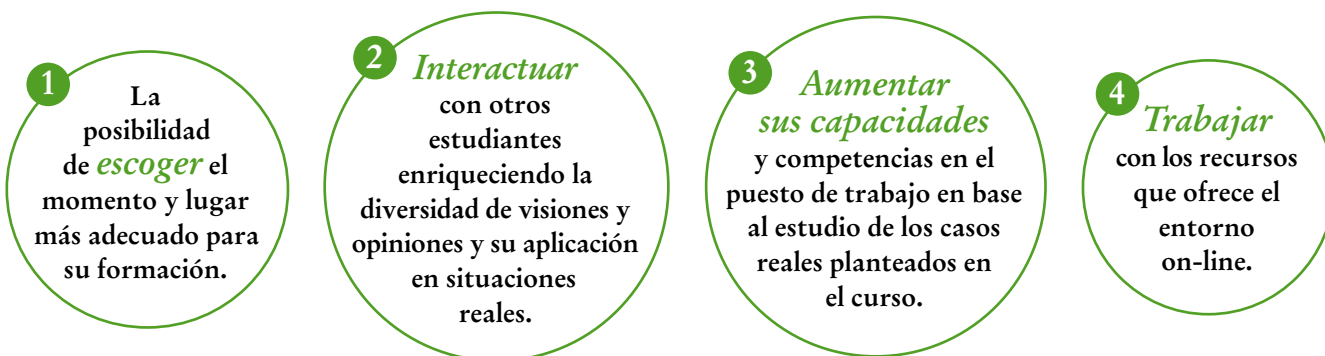 1
La
posibilidad
de escoger el
momento y lugar
más adecuado para
su formación.
2
Interactuar
con otros
estudiantes
enriqueciendo la
diversidad de visiones y
opiniones y su aplicación
en situaciones
reales.
3
Aumentar
sus capacidades
y competencias en el
puesto de trabajo en base
al estudio de los casos
reales planteados en
el curso.
4
Trabajar
con los recursos
que ofrece el
entorno
on-line.